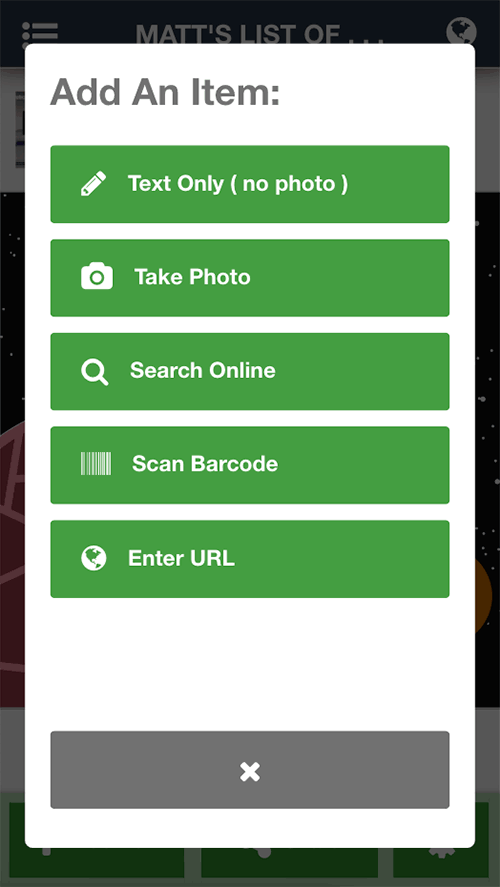 MATT'S LIST OF . . .
Add An Item:
Text Only ( no photo )
Take Photo
Search Online
Scan Barcode
Enter URL